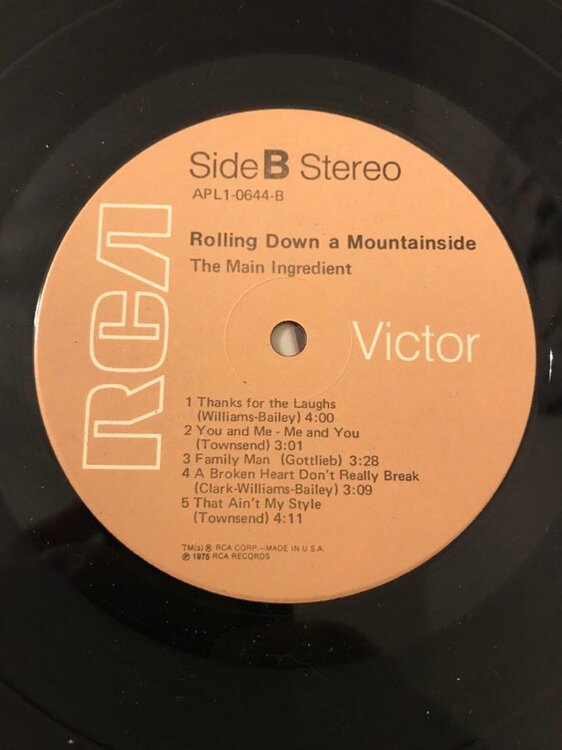 Side B Stereo
APL1-0644-B
Rolling Down a Mountainside
The Main Ingredient
RCA
Victor
1 Thanks for the Laughs
(Williams-Bailey) 4:00
2 You and Me - Me and You
(Townsend) 3:01
3 Family Man (Gottlieb) 3:28
4 A Broken Heart Don't Really Break
(Clark-Williams-Bailey) 3:09
5 That Ain't My Style
(Townsend) 4:11
TM(s) ® RCA CORP.—MADE IN U.S.A.
℗ 1975 RCA RECORDS